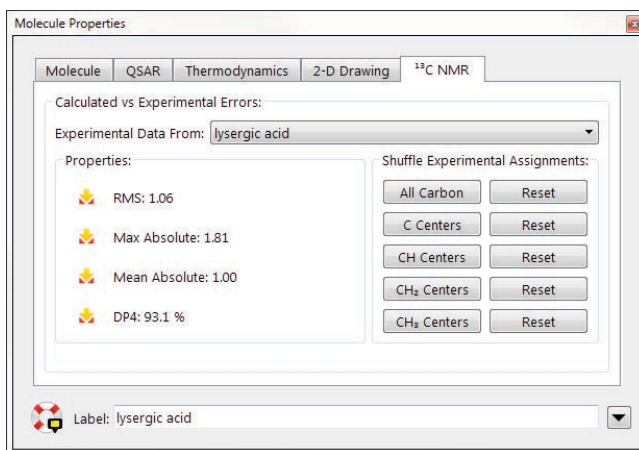 Molecule Properties
Molecule QSAR Thermodynamics 2-D Drawing ¹³C NMR
Calculated vs Experimental Errors:
Experimental Data From: lysergic acid
Properties:
RMS: 1.06
Max Absolute: 1.81
Mean Absolute: 1.00
DP4: 93.1 %
Shuffle Experimental Assignments:
All Carbon Reset
C Centers Reset
CH Centers Reset
CH₂ Centers Reset
CH₃ Centers Reset
Label: lysergic acid